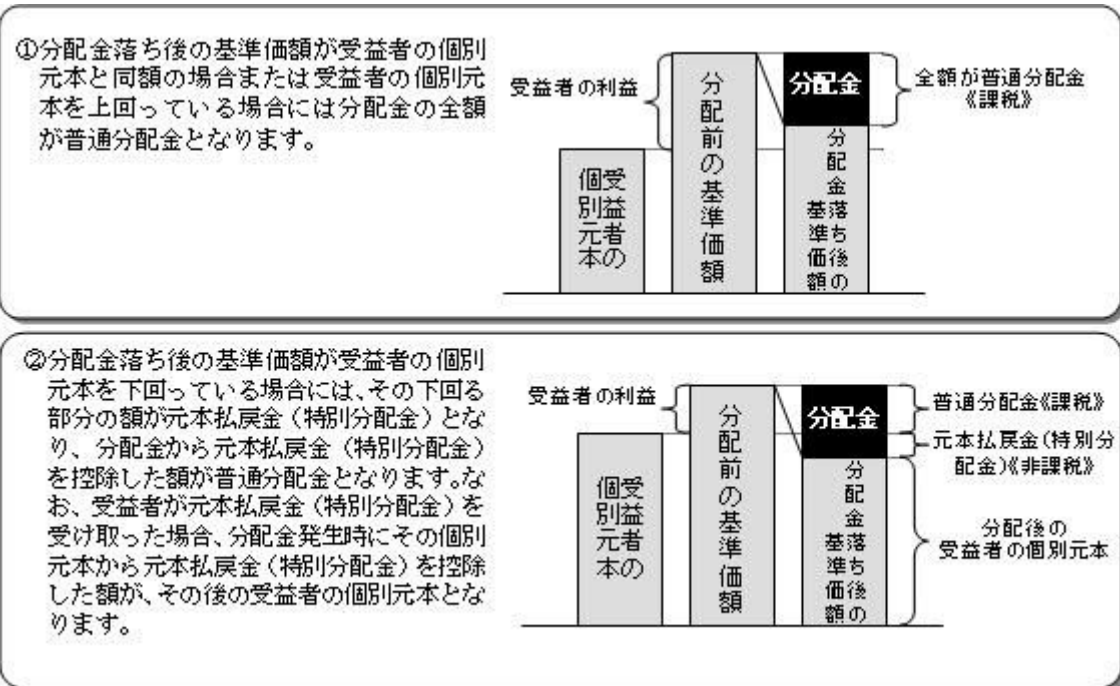 ①分配金落ち後の基準価額が受益者の個別
元本と同額の場合または受益者の個別元
本を上回っている場合には分配金の全額
が普通分配金となります。
受益者の利益
個別元本
受益者の
分配前の基準価額
分配金
分配金落ち後の
基準価額
全額が普通分配金
《課税》
②分配金落ち後の基準価額が受益者の個別
元本を下回っている場合には、その下回る
部分の額が元本払戻金（特別分配金）とな
り、分配金から元本払戻金（特別分配金）
を控除した額が普通分配金となります。な
お、受益者が元本払戻金（特別分配金）を
受け取った場合、分配金発生時にその個別
元本から元本払戻金（特別分配金）を控除
した額が、その後の受益者の個別元本とな
ります。
受益者の利益
受益者の
個別元本
分配前の基準価額
分配金
分配金落ち後の
基準価額
普通分配金《課税》
元本払戻金（特別分
配金）《非課税》
分配後の
受益者の個別元本